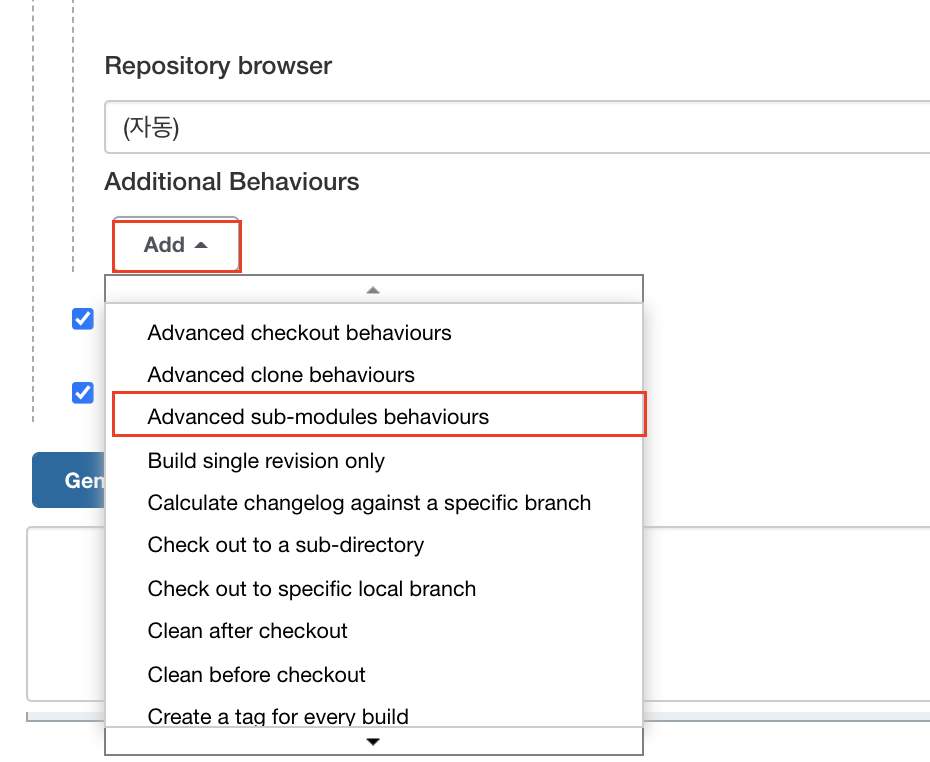 Repository browser
(자동)
Additional Behaviours
Add
Advanced checkout behaviours
Advanced clone behaviours
Advanced sub-modules behaviours
Build single revision only
Gen
Calculate changelog against a specific branch
Check out to a sub-directory
Check out to specific local branch
Clean after checkout
Clean before checkout
Create a tag for every build